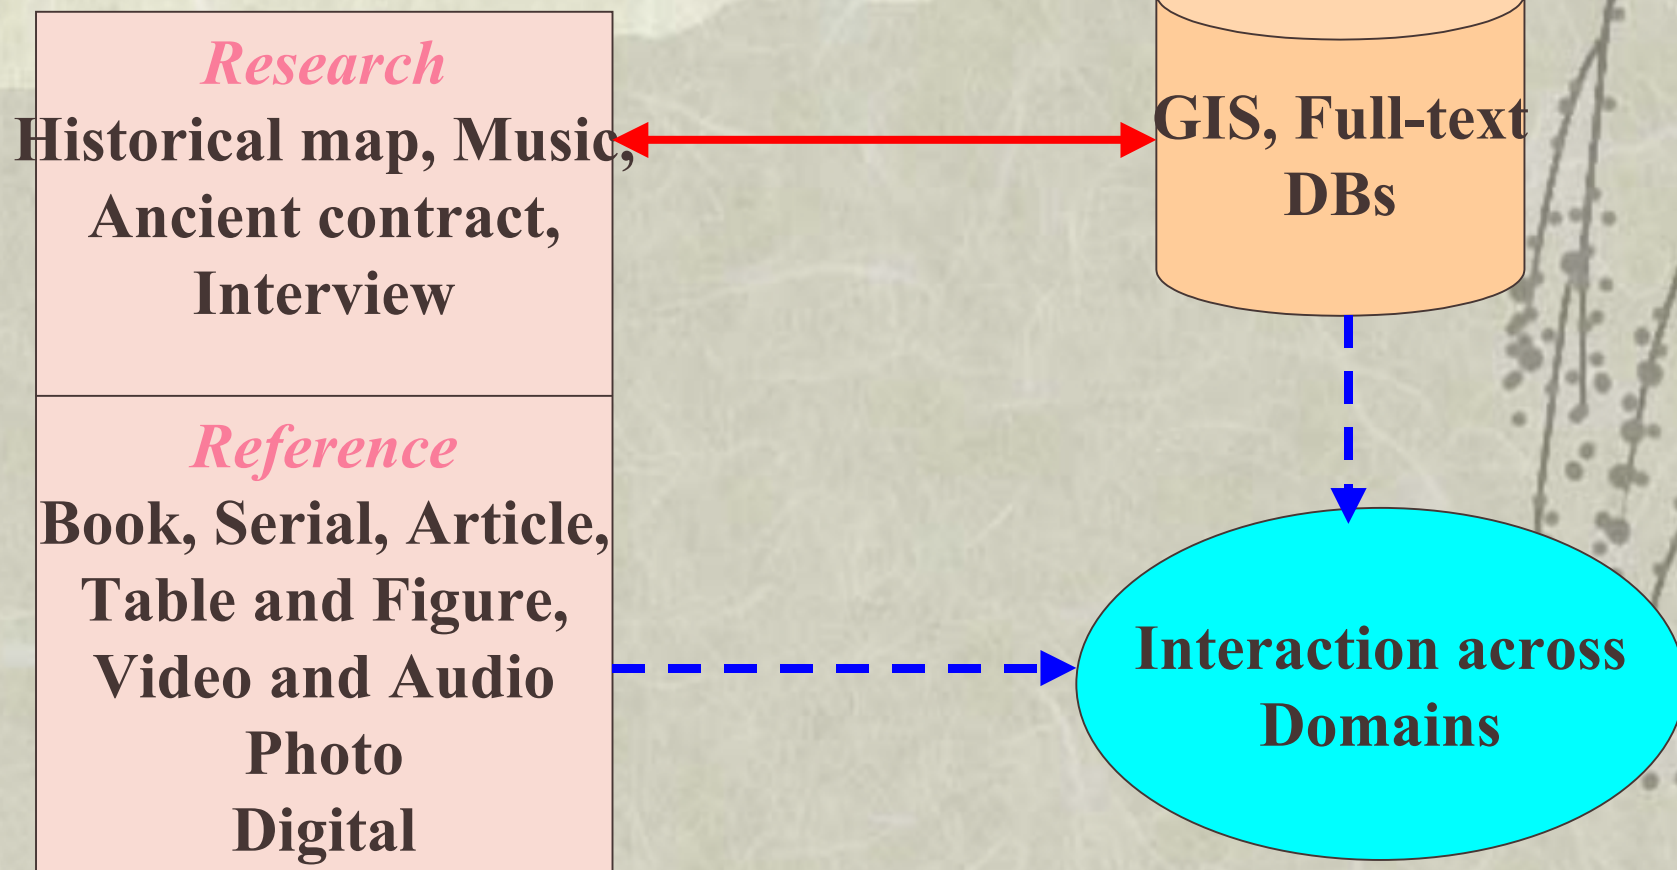 Research
Historical map, Music,
Ancient contract,
Interview
GIS, Full-text
DBs
Reference
Book, Serial, Article,
Table and Figure,
Video and Audio
Photo
Digital
Interaction across
Domains